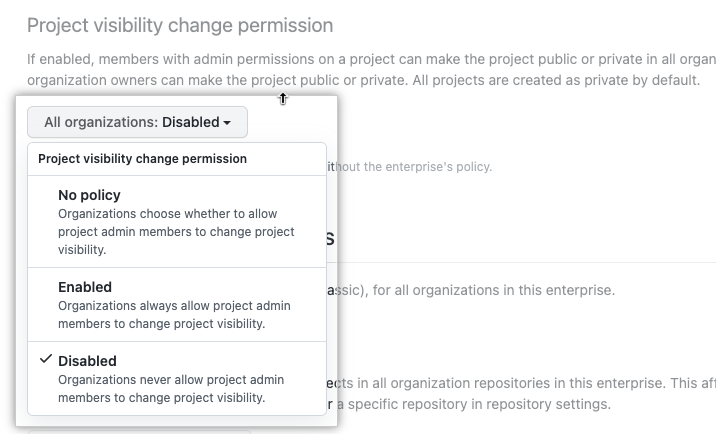 Project visibility change permission
If enabled, members with admin permissions on a project can make the project public or private in all
organization owners can make the project public or private. All projects are created as private by default.
All organizations: Disabled
Project visibility change permission
the enterprise's policy.
No policy
Organizations choose whether to allow
project admin members to change project
visibility.
for all organizations in this enterprise.
Enabled
Organizations always allow project admin
members to change project visibility.
Disabled
Organizations never allow project admin
members to change project visibility.
in all organization repositories in this enterprise. This
a specific repository in repository settings.